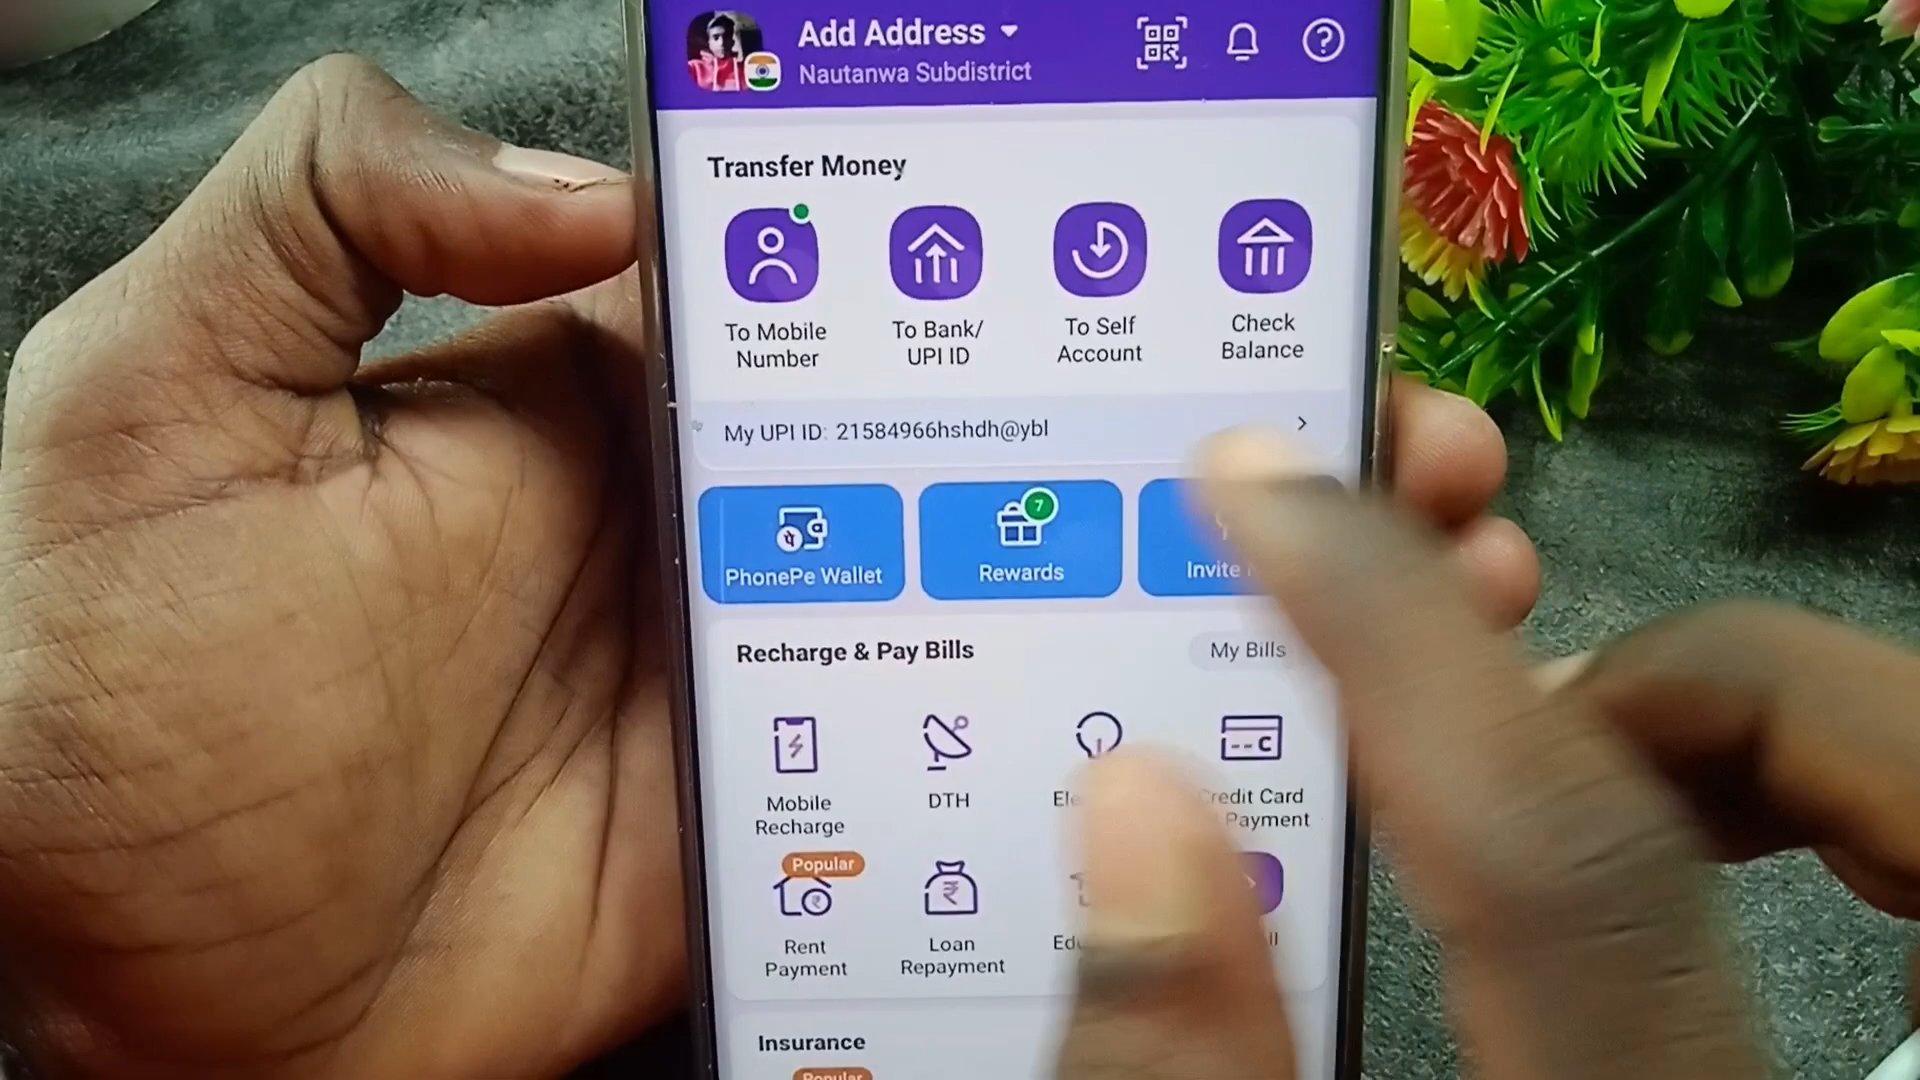 Add Address
Nautanwa Subdistrict
Transfer Money
To Mobile
Number
To Bank/
UPI ID
To Self
Account
Check
Balance
My UPI ID: 21584966hshdh@ybl
पे
7
PhonePe Wallet
Rewards
Invite
Recharge & Pay Bills
My Bills
C
Mobile
Recharge
DTH
Credit Card
Payment
Popular
₹
₹
Rent
Payment
Loan
Repayment
Insurance
Popular